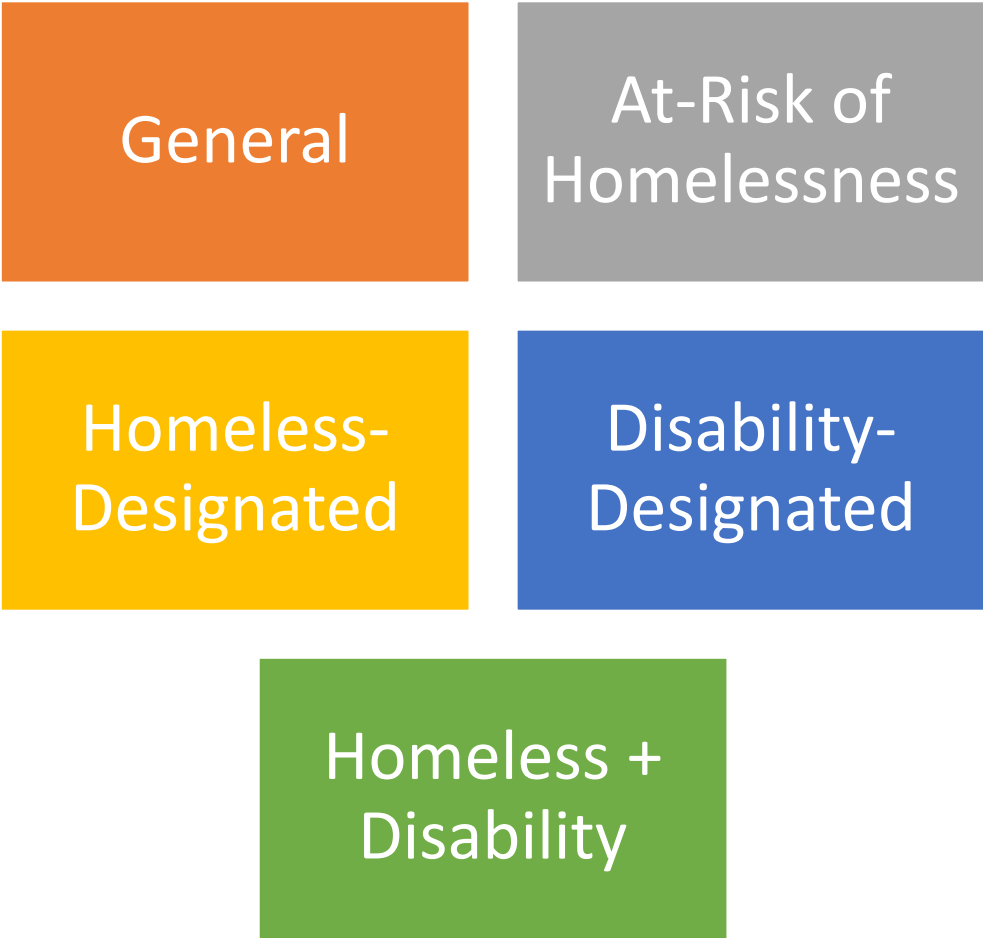 General
At-Risk of
Homelessness
Homeless-
Designated
Disability-
Designated
Homeless +
Disability